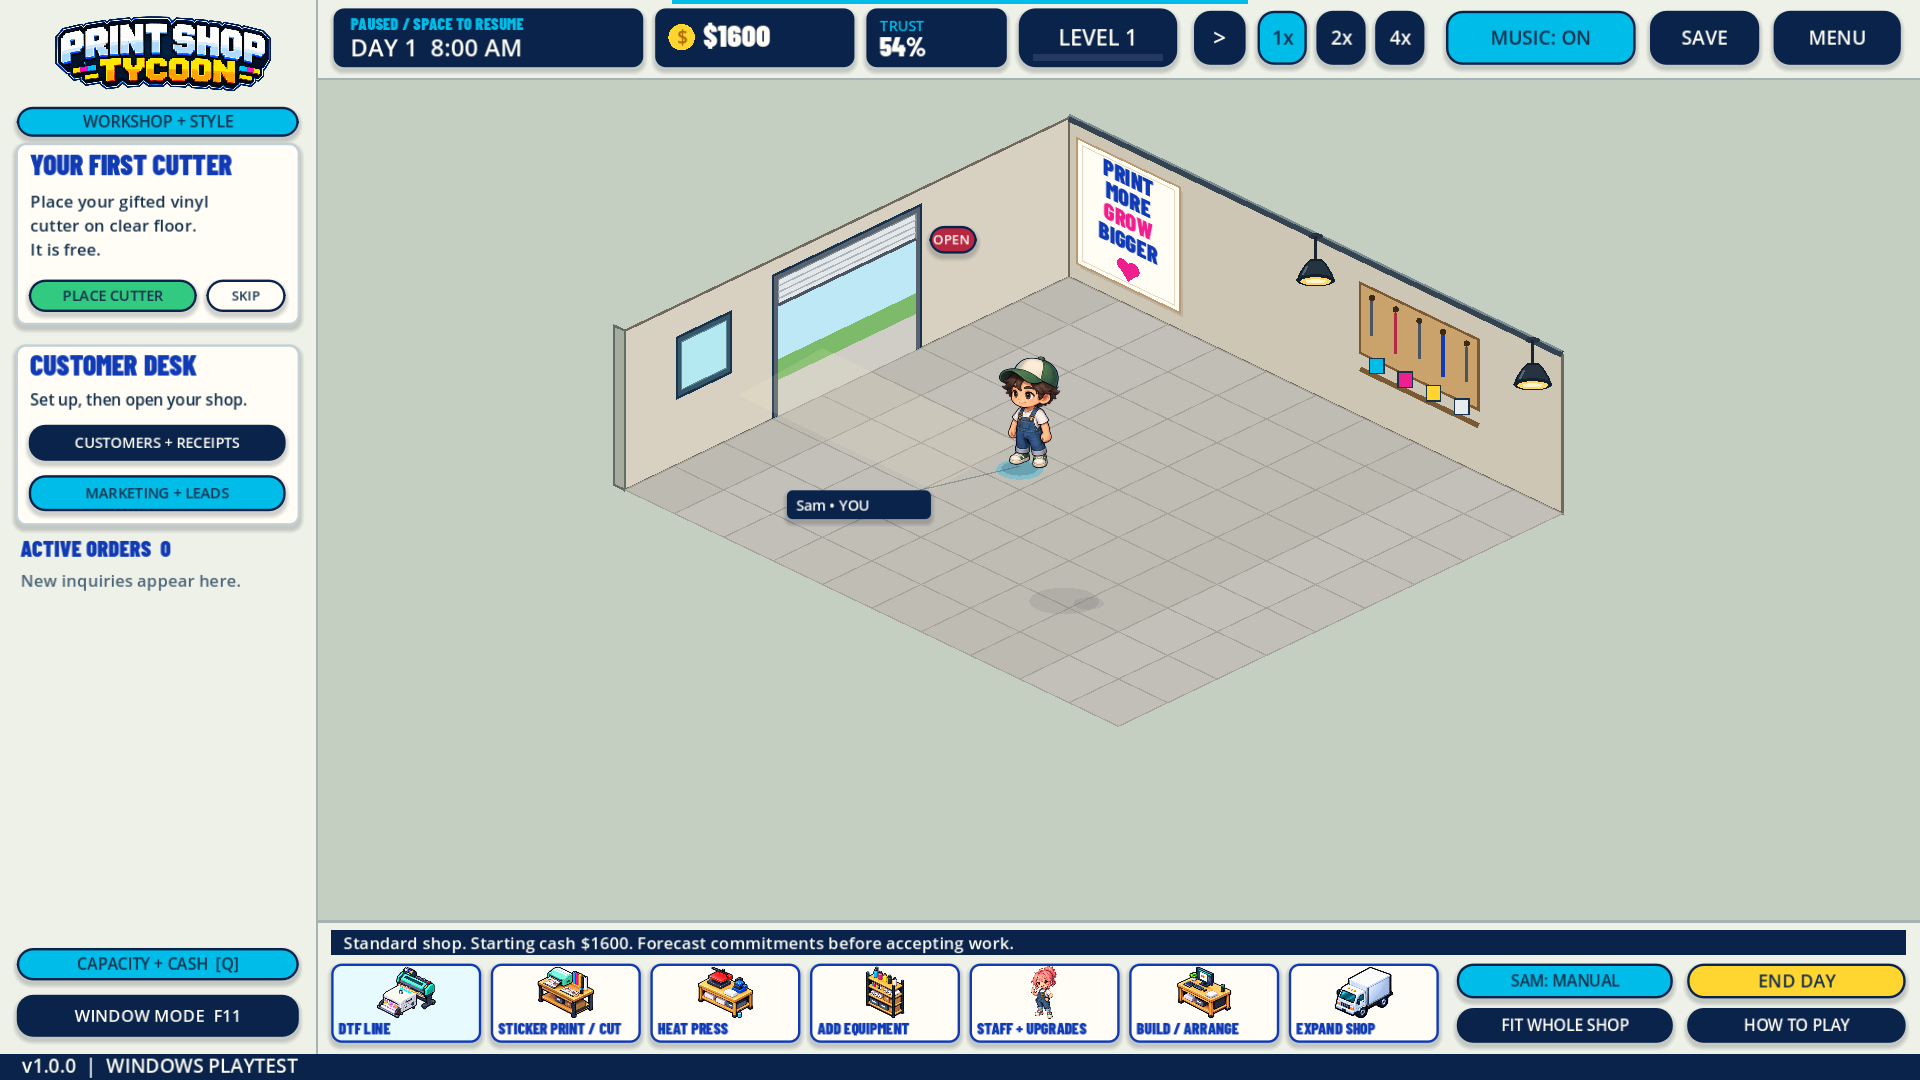 PRINT SHOP
TYCOON
WORKSHOP + STYLE
YOUR FIRST CUTTER
Place your gifted vinyl
cutter on clear floor.
It is free.
PLACE CUTTER
SKIP
CUSTOMER DESK
Set up, then open your shop.
CUSTOMERS + RECEIPTS
MARKETING + LEADS
ACTIVE ORDERS 0
New inquiries appear here.
CAPACITY + CASH [Q]
WINDOW MODE F11
v1.0.0 | WINDOWS PLAYTEST
PAUSED / SPACE TO RESUME
DAY 1 8:00 AM
$ $1600
TRUST
54%
LEVEL 1
>
1x
2x
4x
MUSIC: ON
SAVE
MENU
OPEN
PRINT
MORE
GROW
BIGGER
Sam • YOU
Standard shop. Starting cash $1600. Forecast commitments before accepting work.
DTF LINE
STICKER PRINT / CUT
HEAT PRESS
ADD EQUIPMENT
STAFF + UPGRADES
BUILD / ARRANGE
EXPAND SHOP
SAM: MANUAL
END DAY
FIT WHOLE SHOP
HOW TO PLAY